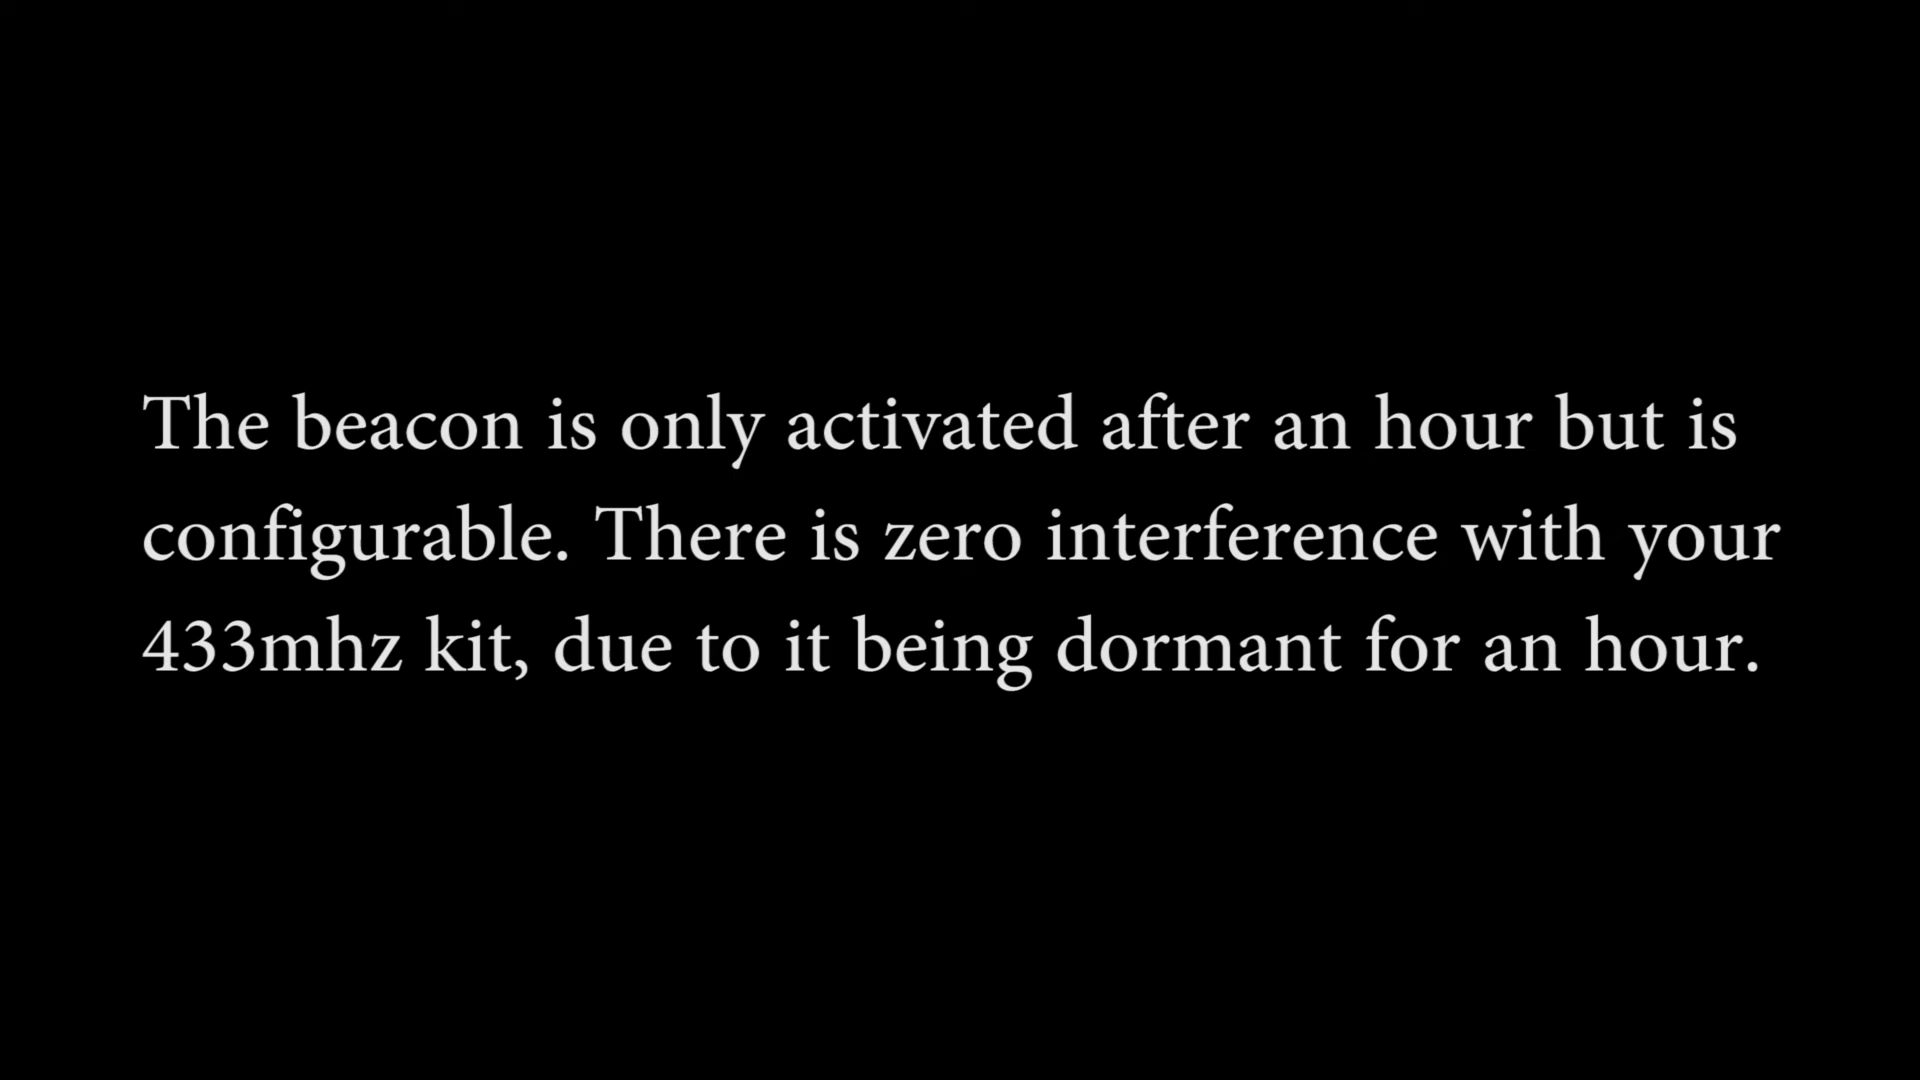 The beacon is only activated after an hour but is
configurable. There is zero interference with your
433mhz kit, due to it being dormant for an hour.